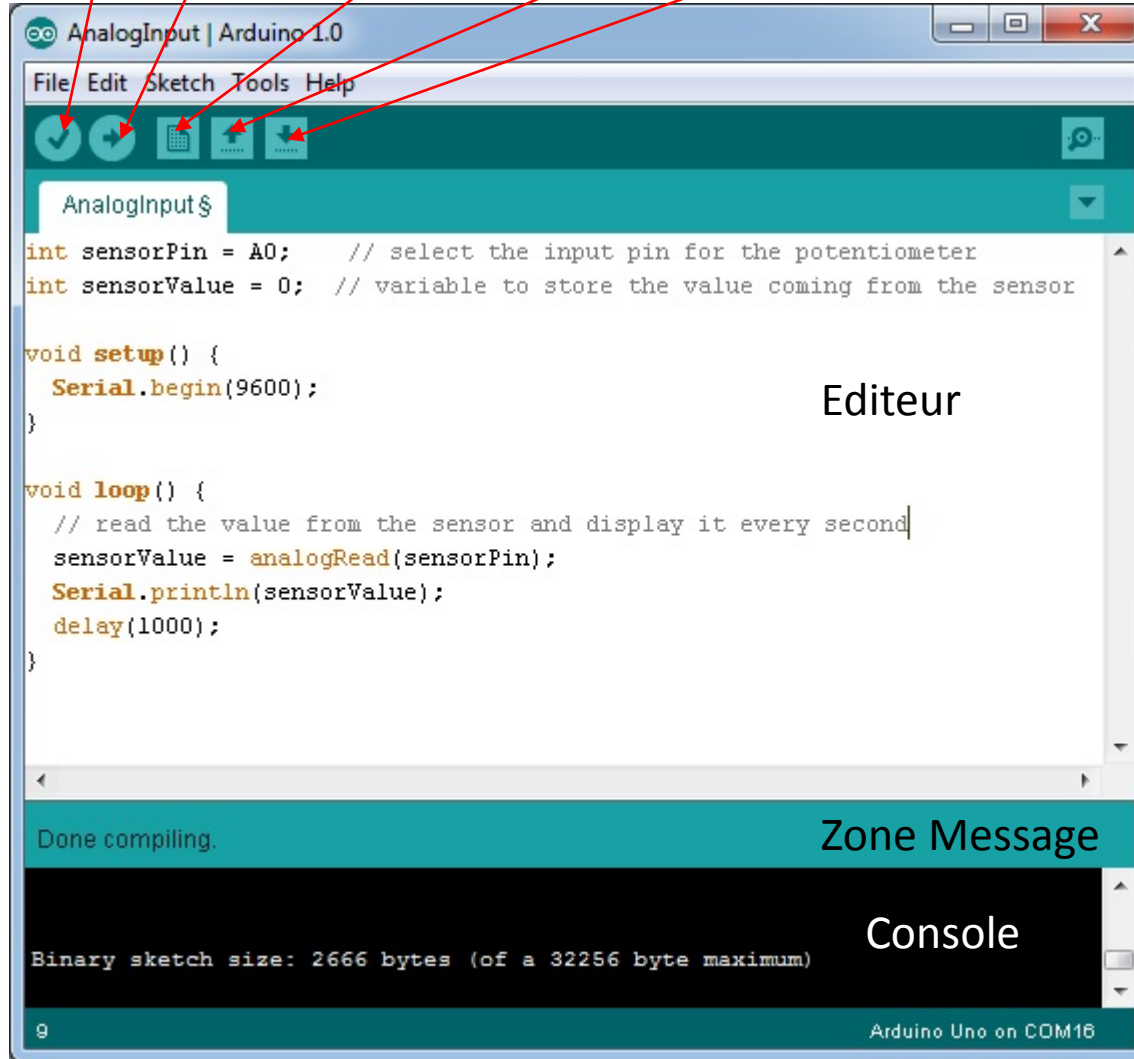 AnalogInput | Arduino 1.0
File Edit Sketch Tools Help
AnalogInput §
int sensorPin = A0;    // select the input pin for the potentiometer
int sensorValue = 0;  // variable to store the value coming from the sensor
void setup() {
  Serial.begin(9600);
}
Editeur
void loop() {
  // read the value from the sensor and display it every second
  sensorValue = analogRead(sensorPin);
  Serial.println(sensorValue);
  delay(1000);
}
Done compiling.
Zone Message
Console
Binary sketch size: 2666 bytes (of a 32256 byte maximum)
9
Arduino Uno on COM16